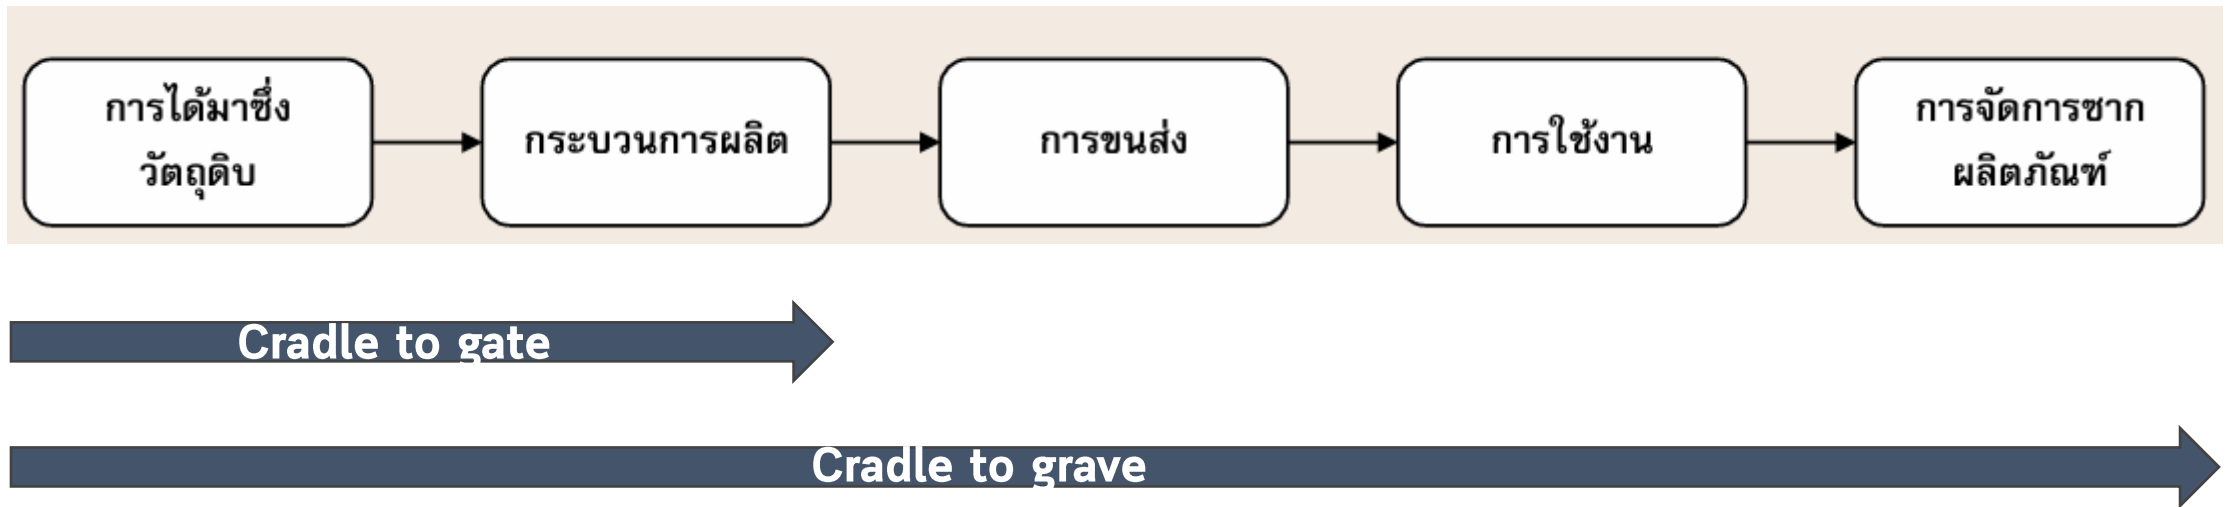 การได้มาซึ่ง
วัตถุดิบ
กระบวนการผลิต
การขนส่ง
การใช้งาน
การจัดการซาก
ผลิตภัณฑ์
Cradle to gate
Cradle to grave